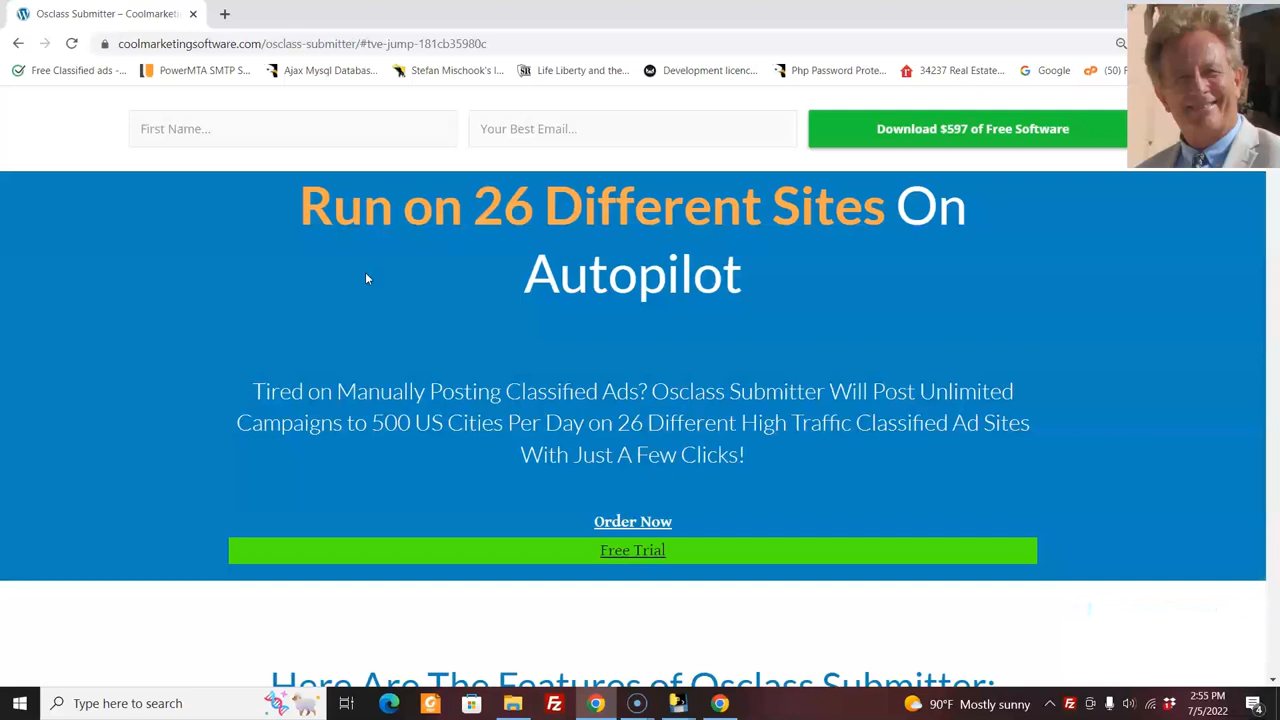 Osclass Submitter – Coolmarketi
coolmarketingsoftware.com/osclass-submitter/#tve-jump-181cb35980c
Free Classified ads -...
PowerMTA SMTP S...
Ajax Mysql Databas...
Stefan Mischook's I...
Life Liberty and the...
Development licenc...
Php Password Prote...
34237 Real Estate...
Google
(50) F
First Name...
Your Best Email...
Download $597 of Free Software
Run on 26 Different Sites On
Autopilot
Tired on Manually Posting Classified Ads? Osclass Submitter Will Post Unlimited
Campaigns to 500 US Cities Per Day on 26 Different High Traffic Classified Ad Sites
With Just A Few Clicks!
Order Now
Free Trial
Here Are The Features of Osclass Submitter:
Type here to search
90°F Mostly sunny
2:55 PM
7/5/2022
4